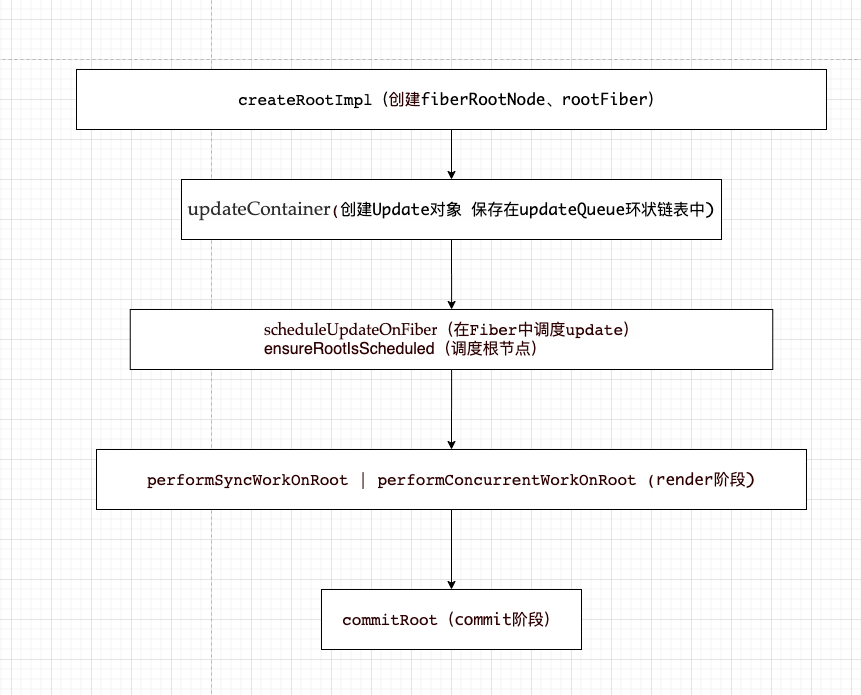 createRootImpl（创建fiberRootNode、rootFiber）
updateContainer(创建Update对象 保存在updateQueue环状链表中)
scheduleUpdateOnFiber（在Fiber中调度update）
ensureRootIsScheduled（调度根节点）
performSyncWorkOnRoot | performConcurrentWorkOnRoot (render阶段)
commitRoot（commit阶段）